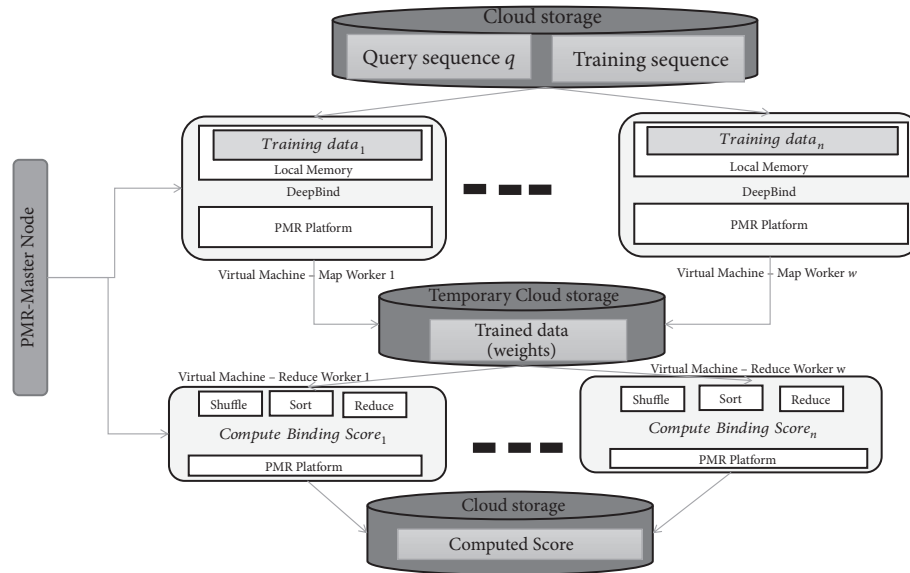 Cloud storage
Query sequence q
Training sequence
Training data1
Local Memory
DeepBind
PMR Platform
Virtual Machine – Map Worker 1
Training datan
Local Memory
DeepBind
PMR Platform
Virtual Machine – Map Worker w
PMR-Master Node
Temporary Cloud storage
Trained data
(weights)
Virtual Machine – Reduce Worker 1
Shuffle
Sort
Reduce
Compute Binding Score1
PMR Platform
Virtual Machine – Reduce Worker w
Shuffle
Sort
Reduce
Compute Binding Scoren
PMR Platform
Cloud storage
Computed Score